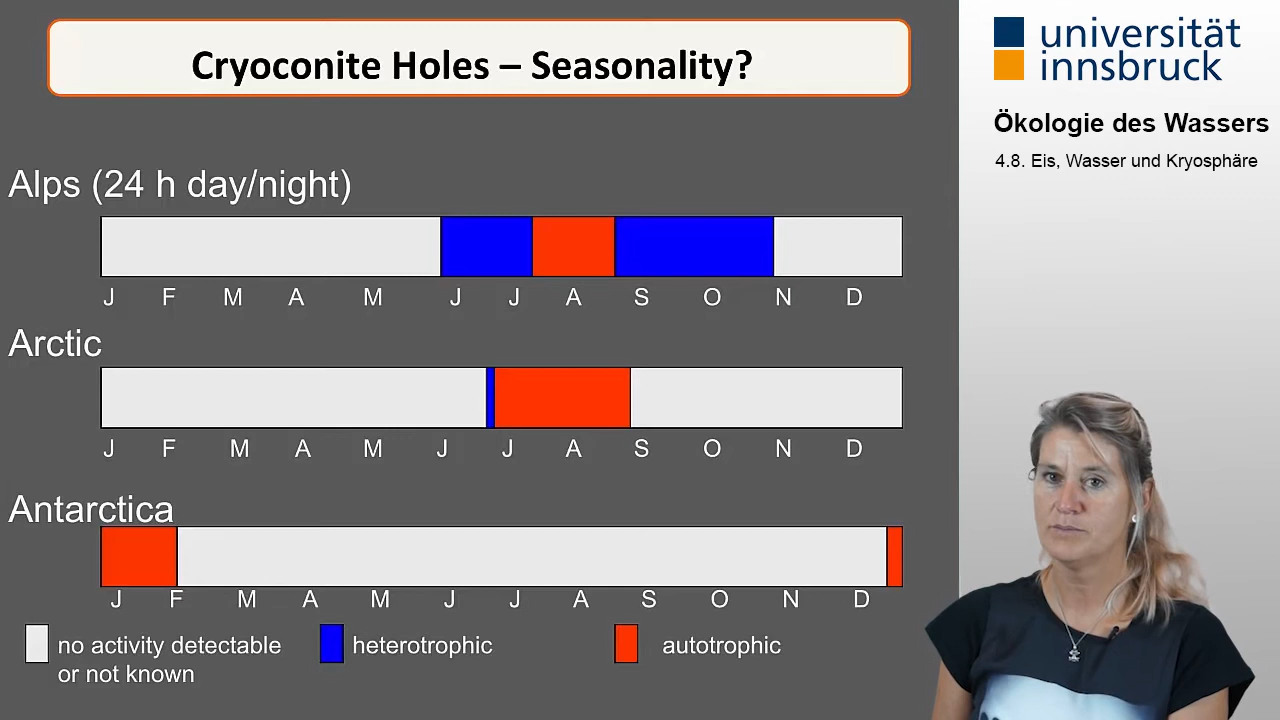 Cryoconite Holes – Seasonality?
Alps (24 h day/night)
J F M A M J J A S O N D
Arctic
J F M A M J J A S O N D
Antarctica
J F M A M J J A S O N D
no activity detectable
or not known
heterotrophic
autotrophic
universität
innsbruck
Ökologie des Wassers
4.8. Eis, Wasser und Kryosphäre